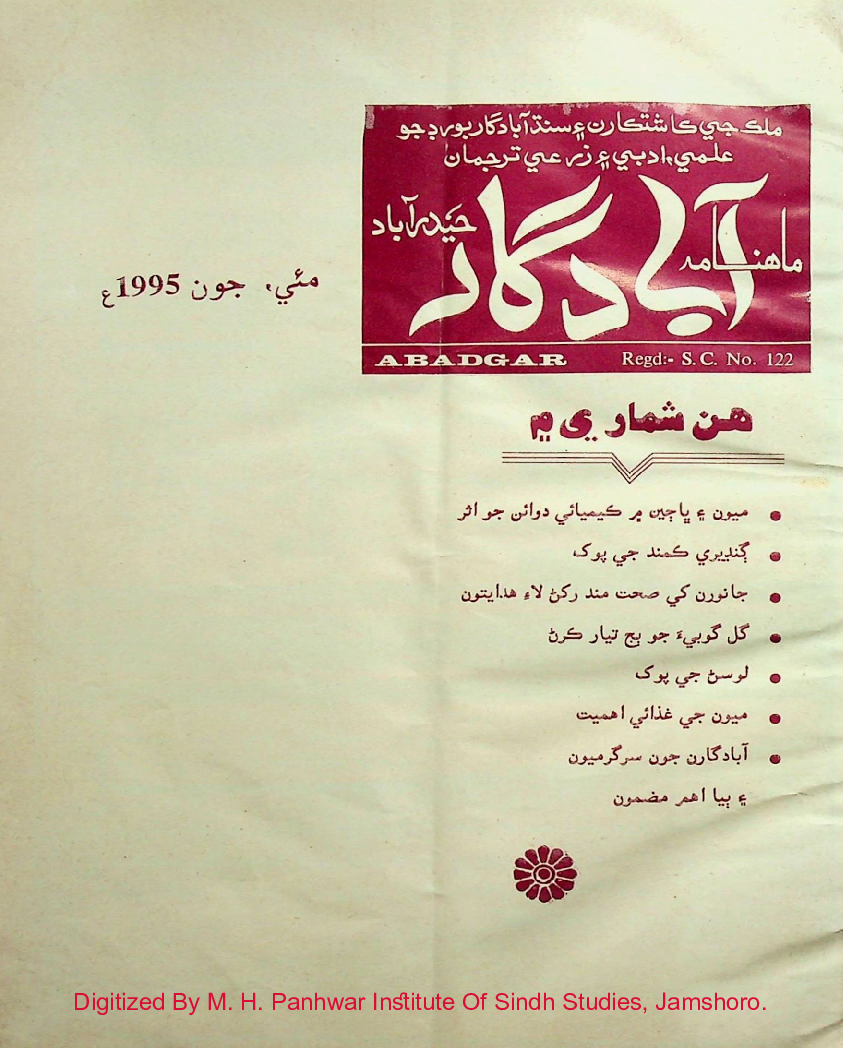 ملڪ جي ڪاشتڪارن ۽ سنڌ آبادگار بورڊ جو
علمي، ادبي ۽ زرعي ترجمان
ماهنامه آبادگار حيدرآباد
ABADGAR Regd:- S.C. No. 122
مئي، جون 1995ع
هن شماري ۾
• ميون ۽ ڀاڄين ۾ ڪيميائي دوائن جو اثر
• ڳنڍيري ڪمند جي پوک
• جانورن کي صحت مند رکڻ لاءِ هدايتون
• گل گوبيءَ جو ٻج تيار ڪرڻ
• لوسڻ جي پوک
• ميون جي غذائي اهميت
• آبادگارن جون سرگرميون
۽ ٻيا اهم مضمون
Digitized By M. H. Panhwar Institute Of Sindh Studies, Jamshoro.